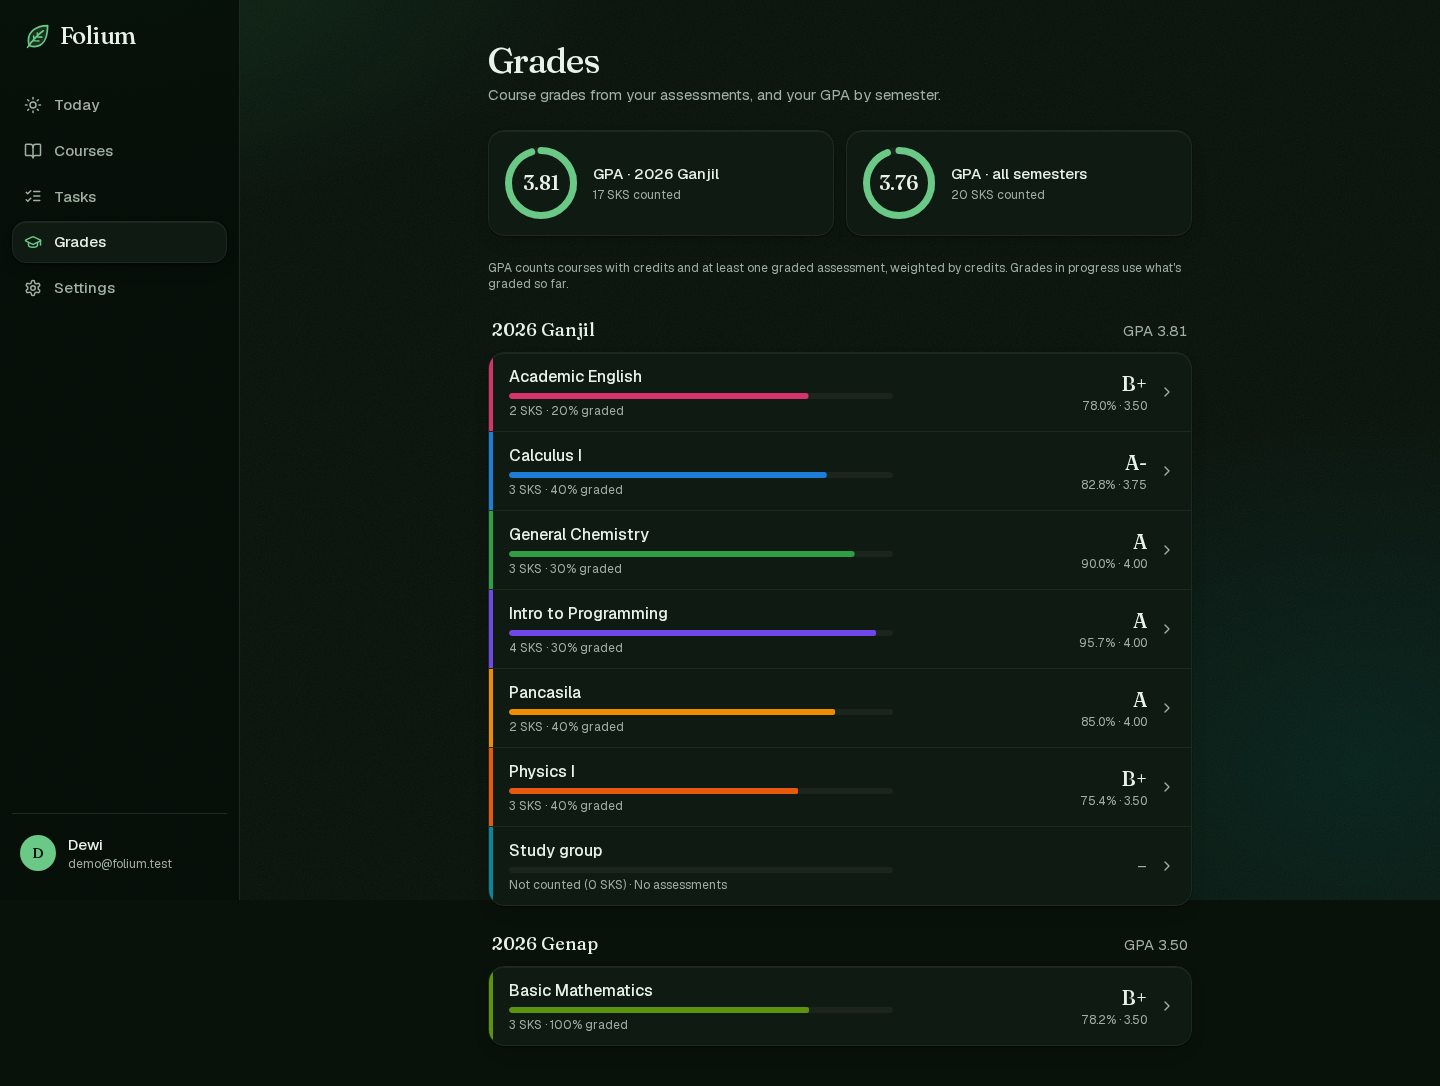 Folium
Today
Courses
Tasks
Grades
Settings
D
Dewi
demo@folium.test
Grades
Course grades from your assessments, and your GPA by semester.
3.81
GPA · 2026 Ganjil
17 SKS counted
3.76
GPA · all semesters
20 SKS counted
GPA counts courses with credits and at least one graded assessment, weighted by credits. Grades in progress use what's
graded so far.
2026 Ganjil
GPA 3.81
Academic English
2 SKS · 20% graded
B+
78.0% · 3.50
Calculus I
3 SKS · 40% graded
A-
82.8% · 3.75
General Chemistry
3 SKS · 30% graded
A
90.0% · 4.00
Intro to Programming
4 SKS · 30% graded
A
95.7% · 4.00
Pancasila
2 SKS · 40% graded
A
85.0% · 4.00
Physics I
3 SKS · 40% graded
B+
75.4% · 3.50
Study group
Not counted (0 SKS) · No assessments
–
2026 Genap
GPA 3.50
Basic Mathematics
3 SKS · 100% graded
B+
78.2% · 3.50